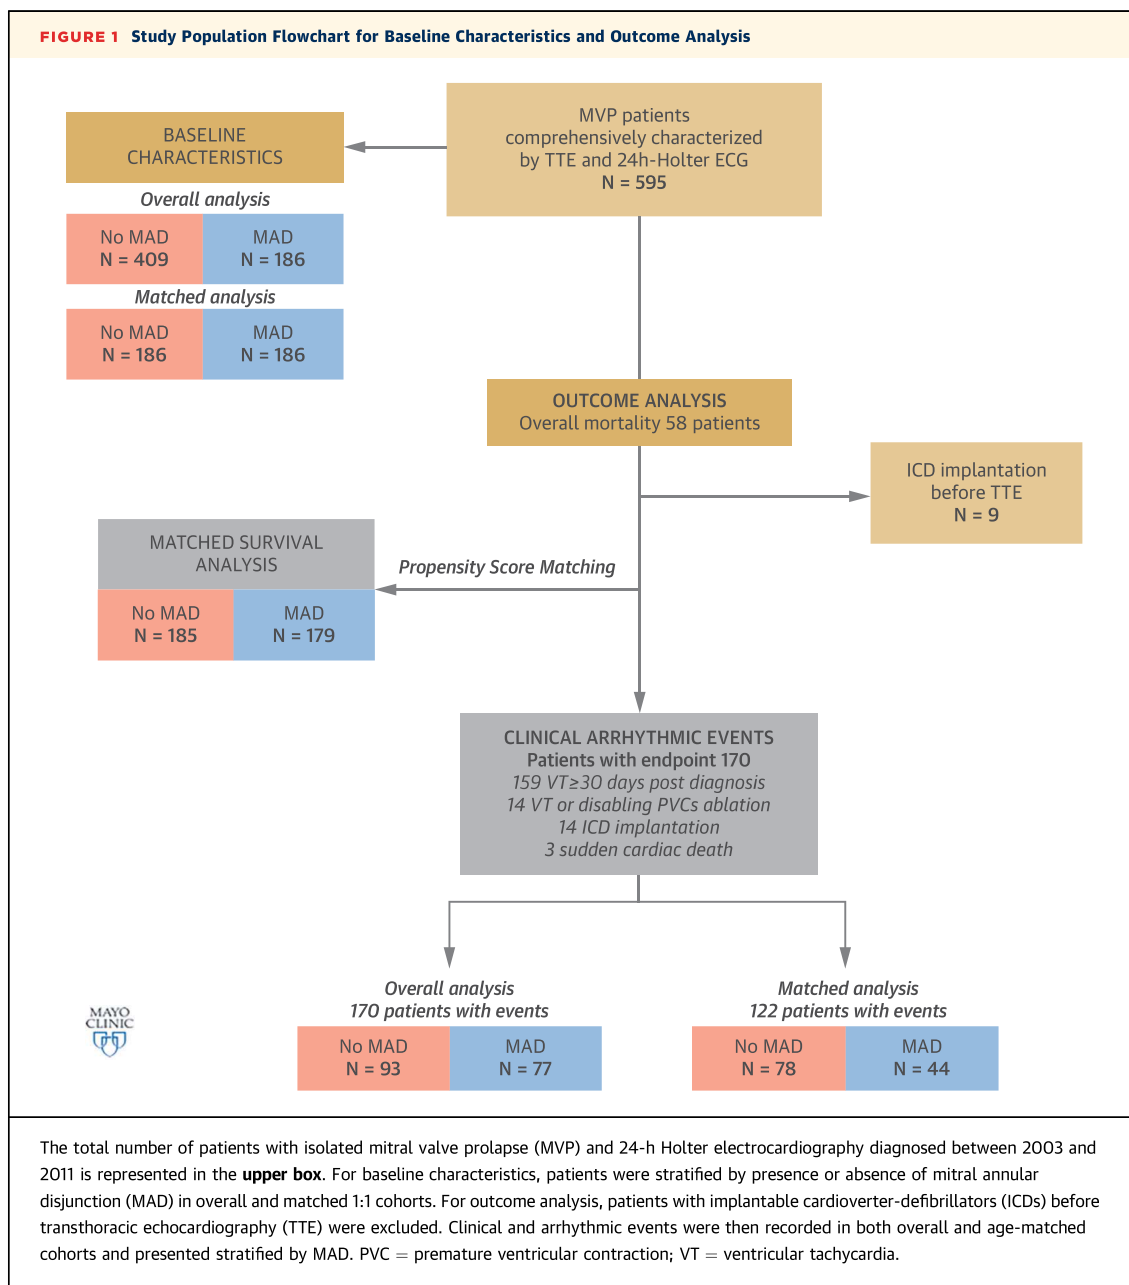 FIGURE 1 Study Population Flowchart for Baseline Characteristics and Outcome Analysis
MVP patients
comprehensively characterized
by TTE and 24h-Holter ECG
N = 595
BASELINE
CHARACTERISTICS
Overall analysis
No MAD
N = 409
MAD
N = 186
Matched analysis
No MAD
N = 186
MAD
N = 186
OUTCOME ANALYSIS
Overall mortality 58 patients
ICD implantation
before TTE
N = 9
Propensity Score Matching
MATCHED SURVIVAL
ANALYSIS
No MAD
N = 185
MAD
N = 179
CLINICAL ARRHYTHMIC EVENTS
Patients with endpoint 170
159 VT≥30 days post diagnosis
14 VT or disabling PVCs ablation
14 ICD implantation
3 sudden cardiac death
Overall analysis
170 patients with events
No MAD
N = 93
MAD
N = 77
Matched analysis
122 patients with events
No MAD
N = 78
MAD
N = 44
MAYO
CLINIC
The total number of patients with isolated mitral valve prolapse (MVP) and 24-h Holter electrocardiography diagnosed between 2003 and
2011 is represented in the upper box. For baseline characteristics, patients were stratified by presence or absence of mitral annular
disjunction (MAD) in overall and matched 1:1 cohorts. For outcome analysis, patients with implantable cardioverter-defibrillators (ICDs) before
transthoracic echocardiography (TTE) were excluded. Clinical and arrhythmic events were then recorded in both overall and age-matched
cohorts and presented stratified by MAD. PVC = premature ventricular contraction; VT = ventricular tachycardia.